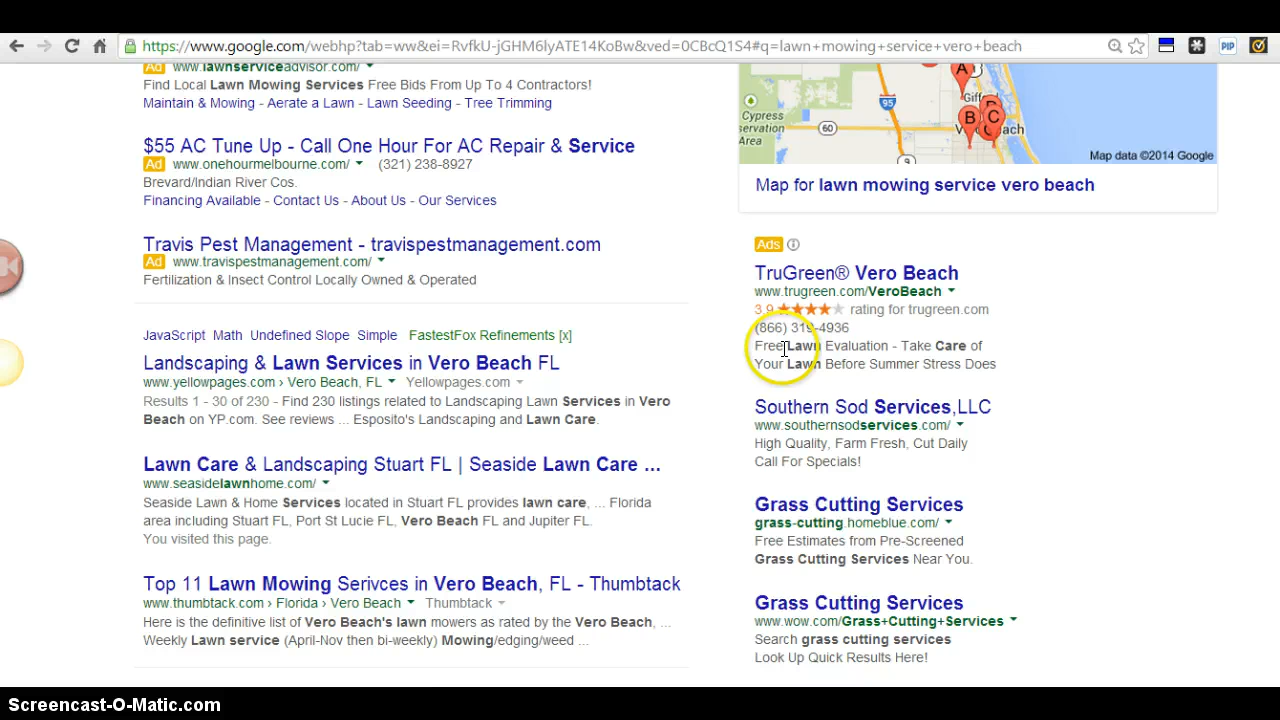 https://www.google.com/webhp?tab=ww&ei=RvfkU-jGHM6lyATE14KoBw&ved=0CBcQ1S4#q=lawn+mowing+service+vero+beach
PIP
Ad www.lawnserviceadvisor.com/
Find Local Lawn Mowing Services Free Bids From Up To 4 Contractors!
Maintain & Mowing - Aerate a Lawn - Lawn Seeding - Tree Trimming
$55 AC Tune Up - Call One Hour For AC Repair & Service
Ad www.onehourmelbourne.com/ (321) 238-8927
Brevard/Indian River Cos.
Financing Available - Contact Us - About Us - Our Services
Travis Pest Management - travispestmanagement.com
Ad www.travispestmanagement.com/
Fertilization & Insect Control Locally Owned & Operated
JavaScript Math Undefined Slope Simple FastestFox Refinements [x]
Landscaping & Lawn Services in Vero Beach FL
www.yellowpages.com › Vero Beach, FL Yellowpages.com
Results 1 - 30 of 230 - Find 230 listings related to Landscaping Lawn Services in Vero
Beach on YP.com. See reviews ... Esposito's Landscaping and Lawn Care.
Lawn Care & Landscaping Stuart FL | Seaside Lawn Care ...
www.seasidelawnhome.com/
Seaside Lawn & Home Services located in Stuart FL provides lawn care, ... Florida
area including Stuart FL, Port St Lucie FL, Vero Beach FL and Jupiter FL.
You visited this page.
Top 11 Lawn Mowing Serivces in Vero Beach, FL - Thumbtack
www.thumbtack.com › Florida › Vero Beach Thumbtack
Here is the definitive list of Vero Beach's lawn mowers as rated by the Vero Beach, ...
Weekly Lawn service (April-Nov then bi-weekly) Mowing/edging/weed ...
A
Gifford
95
Cypress
60
B
C
Map data ©2014 Google
Map for lawn mowing service vero beach
Ads
TruGreen® Vero Beach
www.trugreen.com/VeroBeach
3.9 rating for trugreen.com
(866) 319-4936
Free Lawn Evaluation - Take Care of
Your Lawn Before Summer Stress Does
Southern Sod Services,LLC
www.southernsodservices.com/
High Quality, Farm Fresh, Cut Daily
Call For Specials!
Grass Cutting Services
grass-cutting.homeblue.com/
Free Estimates from Pre-Screened
Grass Cutting Services Near You.
Grass Cutting Services
www.wow.com/Grass+Cutting+Services
Search grass cutting services
Look Up Quick Results Here!
Screencast-O-Matic.com